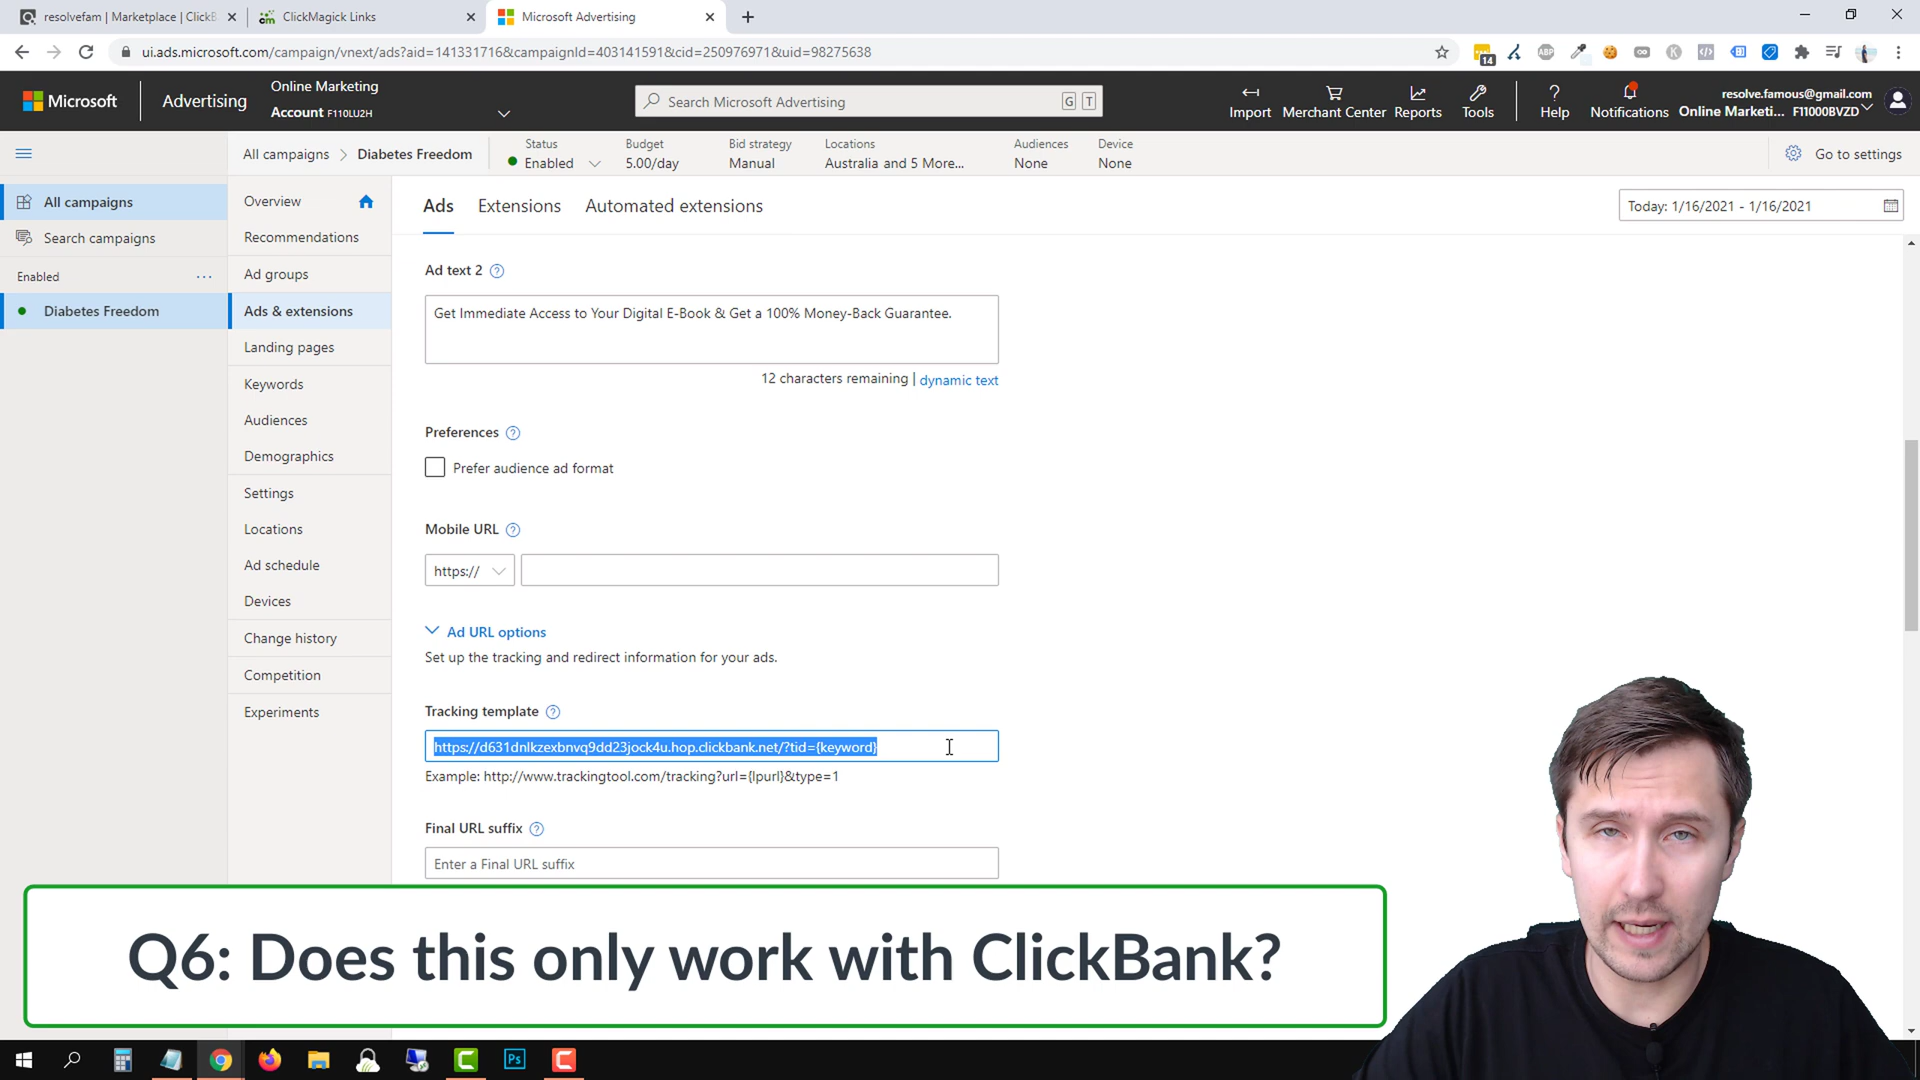 resolvefam | Marketplace | ClickB
ClickMagick Links
Microsoft Advertising
ui.ads.microsoft.com/campaign/vnext/ads?aid=141331716&campaignId=403141591&cid=250976971&uid=98275638
14
ABP
Microsoft
Advertising
Online Marketing
Account F110LU2H
Search Microsoft Advertising
G T
Import
Merchant Center
Reports
Tools
Help
Notifications
resolve.famous@gmail.com
Online Marketi... F11000BVZD
All campaigns
Diabetes Freedom
Status
Enabled
Budget
5.00/day
Bid strategy
Manual
Locations
Australia and 5 More...
Audiences
None
Device
None
Go to settings
All campaigns
Search campaigns
Enabled
Diabetes Freedom
Overview
Recommendations
Ad groups
Ads & extensions
Landing pages
Keywords
Audiences
Demographics
Settings
Locations
Ad schedule
Devices
Change history
Competition
Experiments
Ads
Extensions
Automated extensions
Today: 1/16/2021 - 1/16/2021
Ad text 2
Get Immediate Access to Your Digital E-Book & Get a 100% Money-Back Guarantee.
12 characters remaining | dynamic text
Preferences
Prefer audience ad format
Mobile URL
https://
Ad URL options
Set up the tracking and redirect information for your ads.
Tracking template
https://d631dnlkzexbnvq9dd23jock4u.hop.clickbank.net/?tid={keyword}
Example: http://www.trackingtool.com/tracking?url={lpurl}&type=1
Final URL suffix
Enter a Final URL suffix
Q6: Does this only work with ClickBank?
Ps